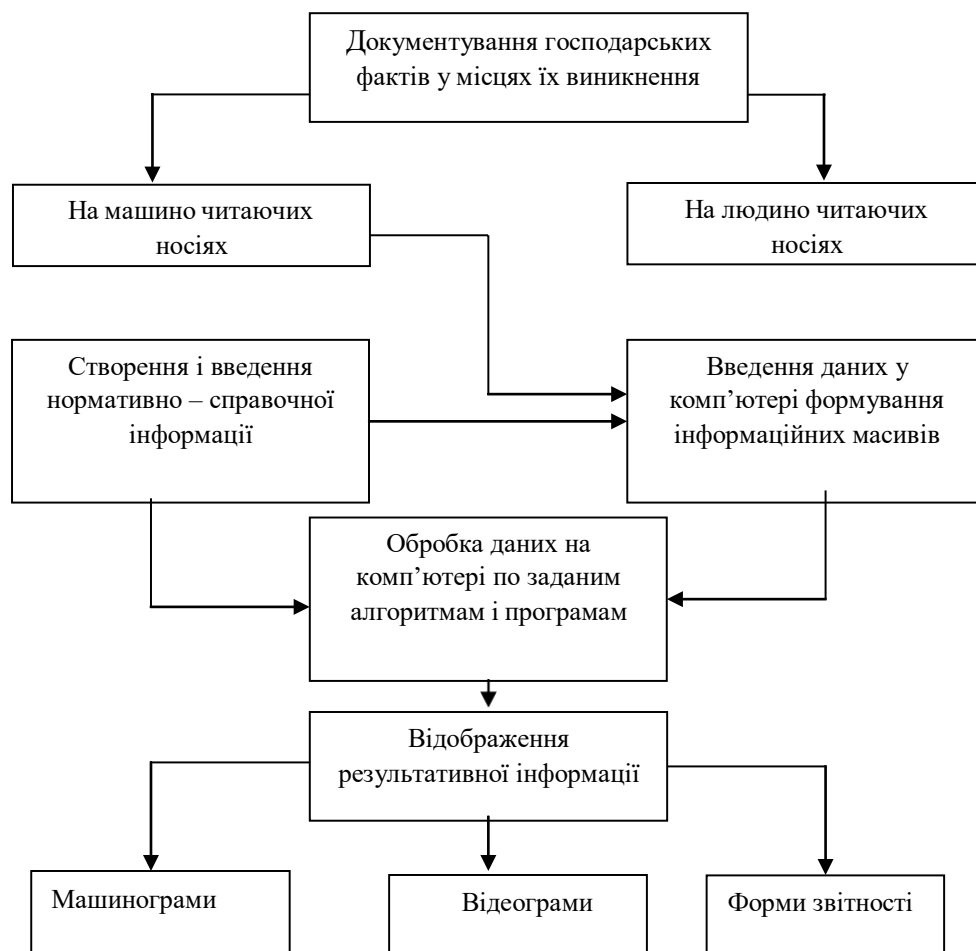 Документування господарських
фактів у місцях їх виникнення
На машино читаючих
носіях
На людино читаючих
носіях
Створення і введення
нормативно – справочної
інформації
Введення даних у
комп’ютері формування
інформаційних масивів
Обробка даних на
комп’ютері по заданим
алгоритмам і програмам
Відображення
результативної інформації
Машинограми
Відеограми
Форми звітності